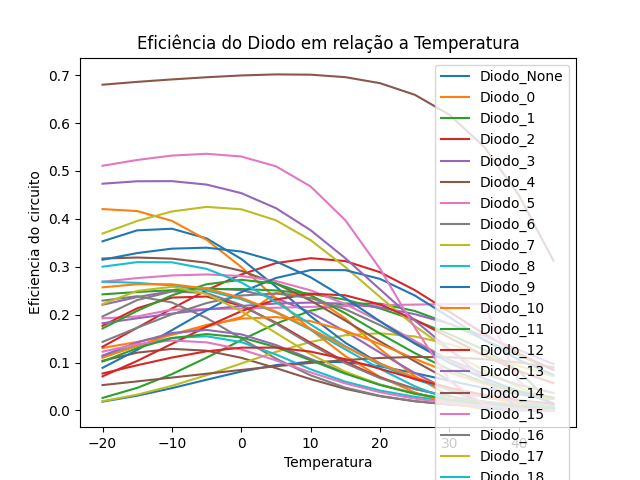 Eficiência do Diodo em relação a Temperatura
Eficiencia do circuito
0.7
0.6
0.5
0.4
0.3
0.2
0.1
0.0
Diodo_None
Diodo_0
Diodo_1
Diodo_2
Diodo_3
Diodo_4
Diodo_5
Diodo_6
Diodo_7
Diodo_8
Diodo_9
Diodo_10
Diodo_11
Diodo_12
Diodo_13
Diodo_14
Diodo_15
Diodo_16
Diodo_17
Diodo_18
−20
−10
0
10
20
30
40
Temperatura